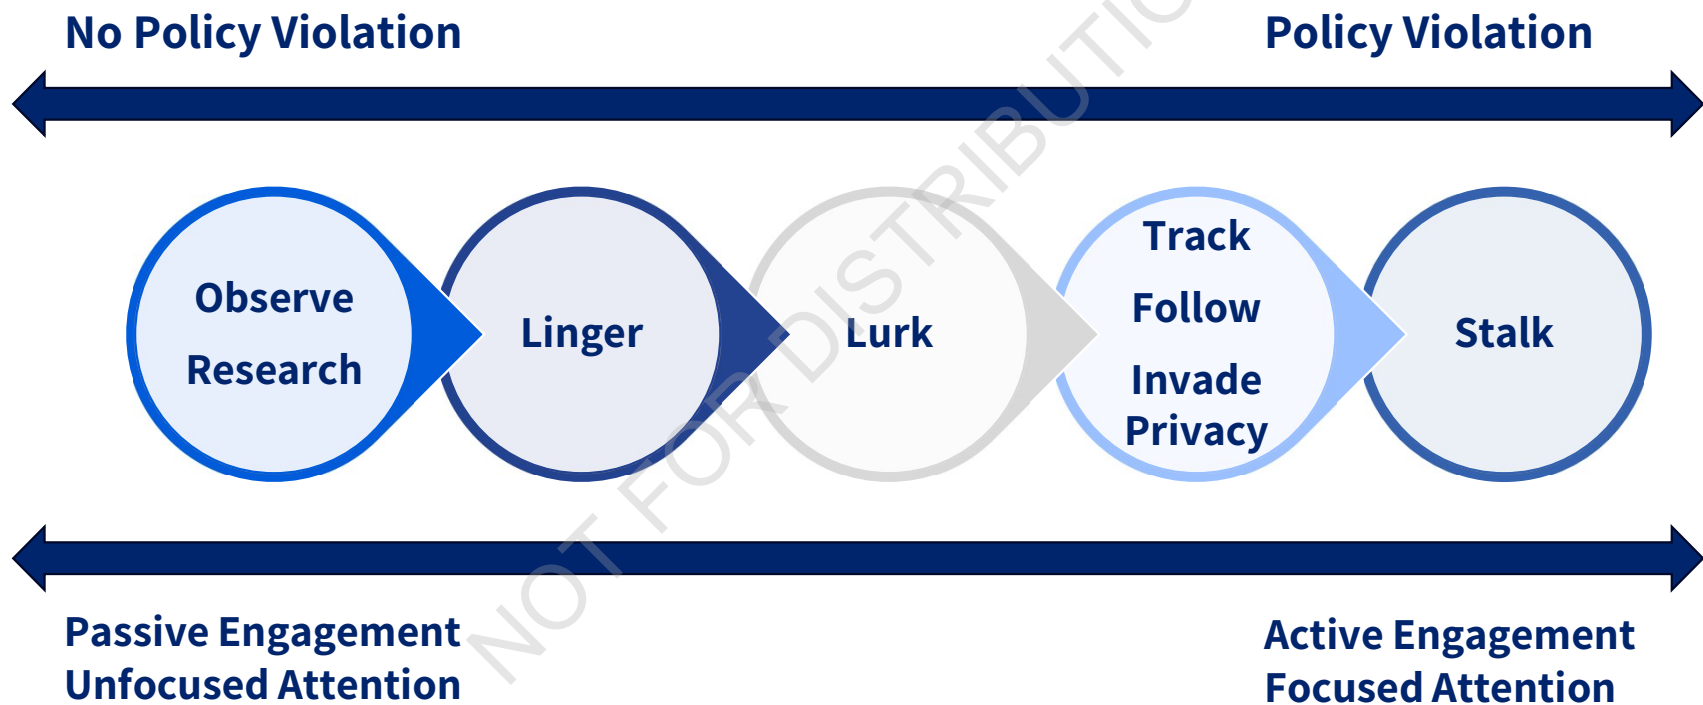 No Policy Violation
Policy Violation
Observe
Research
Linger
Lurk
Track
Follow
Invade
Privacy
Stalk
Passive Engagement
Unfocused Attention
Active Engagement
Focused Attention
NOT FOR DISTRIBUTIO